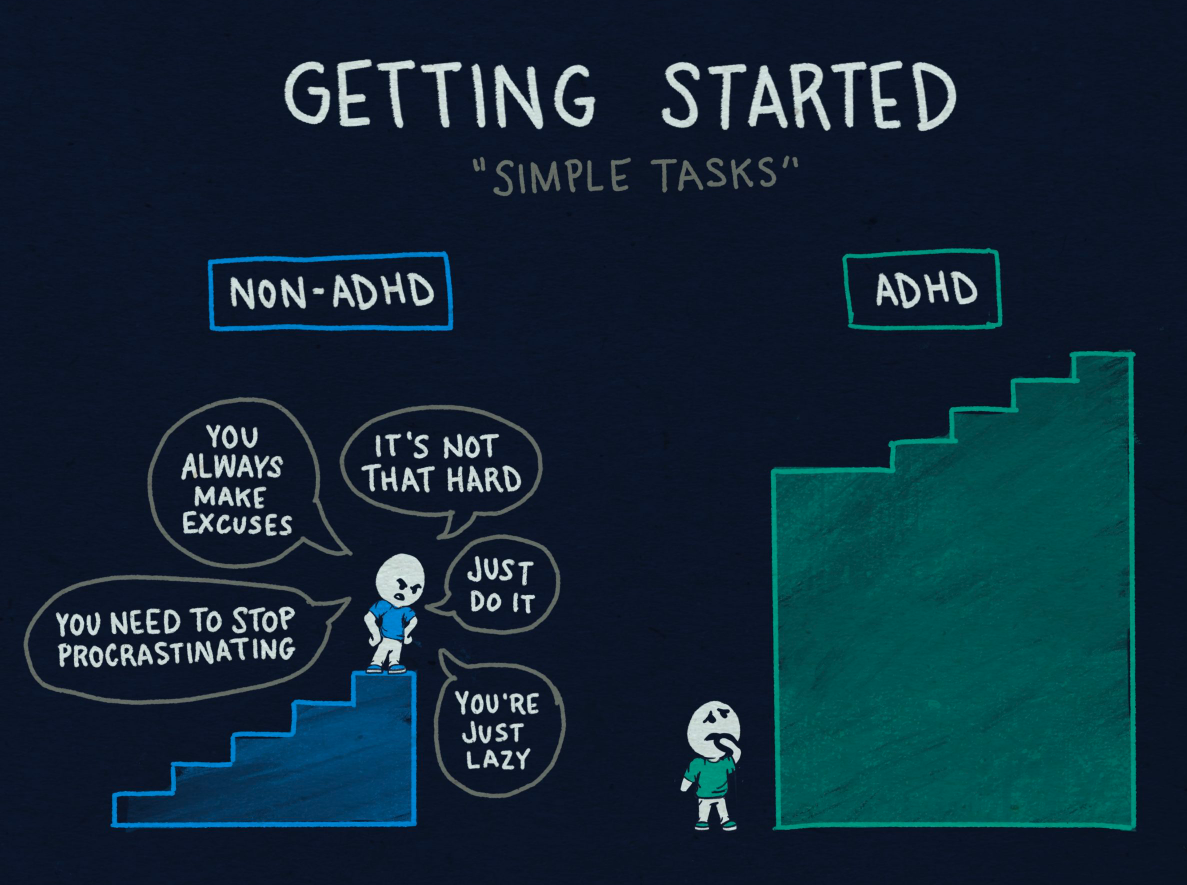 GETTING STARTED
"SIMPLE TASKS"
NON-ADHD
ADHD
YOU
ALWAYS
MAKE
EXCUSES
IT'S NOT
THAT HARD
JUST
DO IT
YOU NEED TO STOP
PROCRASTINATING
YOU'RE
JUST
LAZY